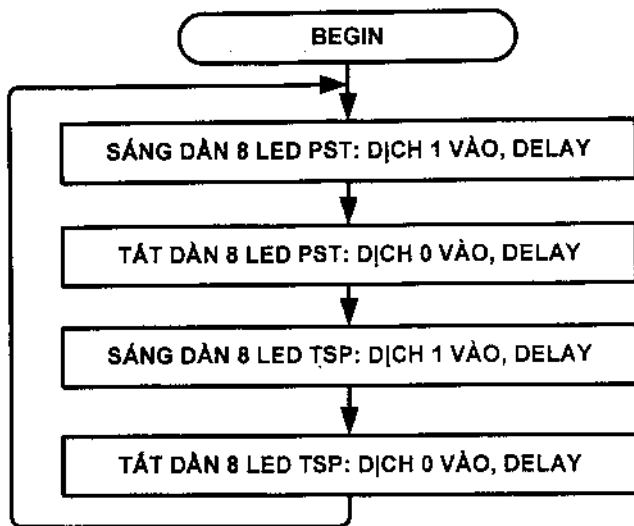 BEGIN
SÁNG DẦN 8 LED PST: DỊCH 1 VÀO, DELAY
TẮT DẦN 8 LED PST: DỊCH 0 VÀO, DELAY
SÁNG DẦN 8 LED TSP: DỊCH 1 VÀO, DELAY
TẮT DẦN 8 LED TSP: DỊCH 0 VÀO, DELAY